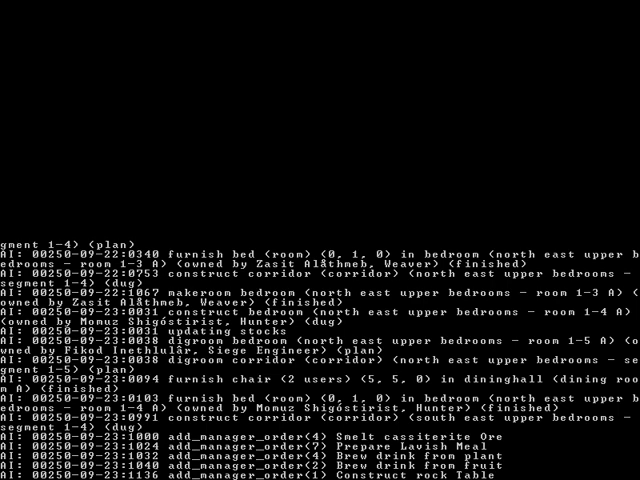 gment 1-4) (plan)
AI: 00250-09-22:0340 furnish bed (room) (0, 1, 0) in bedroom (north east upper b
edrooms - room 1-3 A) (owned by Zasit Alåthmeb, Weaver) (finished)
AI: 00250-09-22:0753 construct corridor (corridor) (north east upper bedrooms -
segment 1-4) (dug)
AI: 00250-09-22:1067 makeroom bedroom (north east upper bedrooms - room 1-3 A) (
owned by Zasit Alåthmeb, Weaver) (finished)
AI: 00250-09-23:0031 construct bedroom (north east upper bedrooms - room 1-4 A)
(owned by Momuz Shigóstirist, Hunter) (dug)
AI: 00250-09-23:0031 updating stocks
AI: 00250-09-23:0038 digroom bedroom (north east upper bedrooms - room 1-5 A) (o
wned by Fikod Inethlulâr, Siege Engineer) (plan)
AI: 00250-09-23:0038 digroom corridor (corridor) (north east upper bedrooms - se
gment 1-5) (plan)
AI: 00250-09-23:0094 furnish chair (2 users) (5, 5, 0) in dininghall (dining roo
m A) (finished)
AI: 00250-09-23:0103 furnish bed (room) (0, 1, 0) in bedroom (north east upper b
edrooms - room 1-4 A) (owned by Momuz Shigóstirist, Hunter) (finished)
AI: 00250-09-23:0991 construct corridor (corridor) (south east upper bedrooms -
segment 1-4) (dug)
AI: 00250-09-23:1000 add_manager_order(4) Smelt cassiterite Ore
AI: 00250-09-23:1024 add_manager_order(7) Prepare Lavish Meal
AI: 00250-09-23:1032 add_manager_order(4) Brew drink from plant
AI: 00250-09-23:1040 add_manager_order(2) Brew drink from fruit
AI: 00250-09-23:1136 add_manager_order(1) Construct rock Table